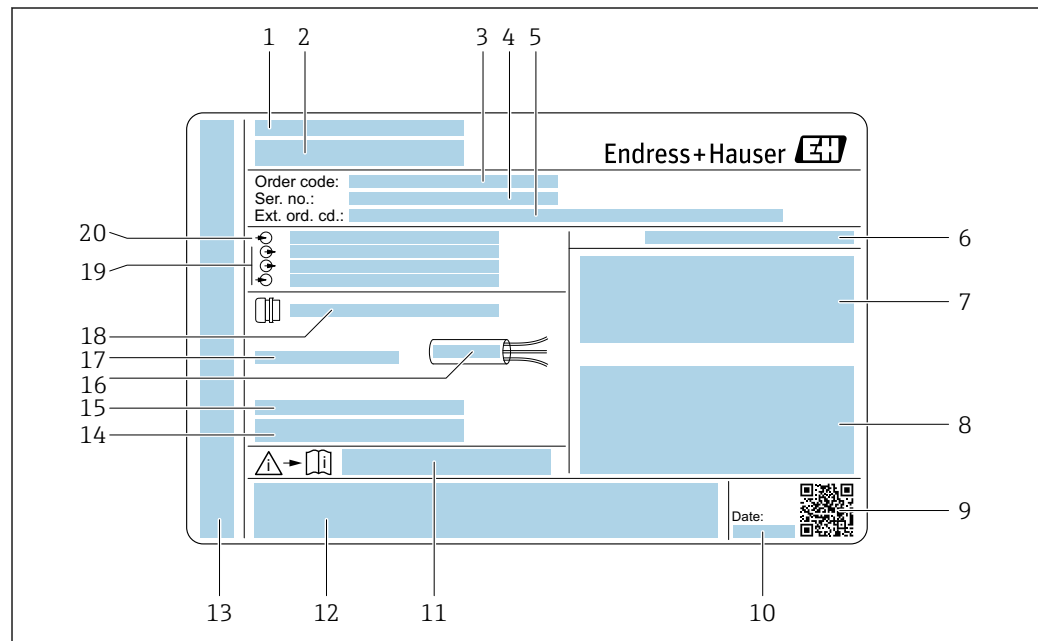 1 2 3 4 5
Endress+Hauser EH
Order code:
Ser. no.:
Ext. ord. cd.:
20
6
19
7
18
17
16
i i
15
8
14
Date:
9
13 12 11 10